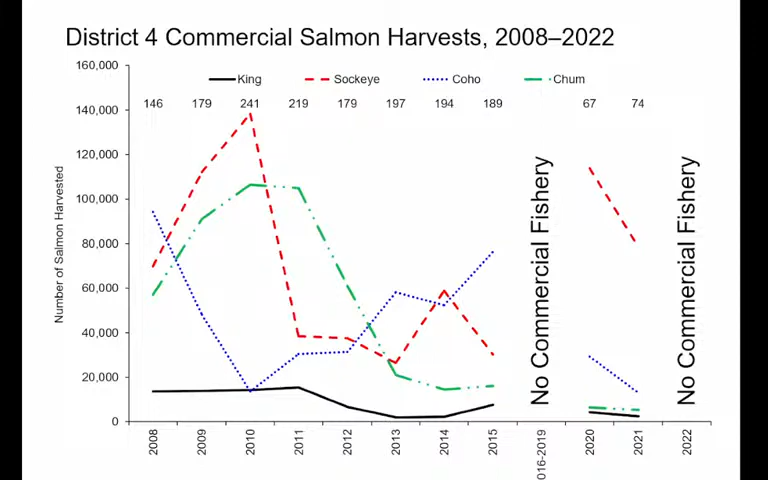 District 4 Commercial Salmon Harvests, 2008–2022
160,000
King Sockeye Coho Chum
140,000
146 179 241 219 179 197 194 189 67 74
120,000
100,000
80,000
60,000
40,000
20,000
0
Number of Salmon Harvested
No Commercial Fishery
No Commercial Fishery
2008 2009 2010 2011 2012 2013 2014 2015 016-2019 2020 2021 2022